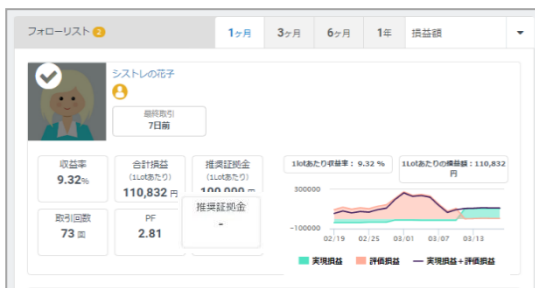 フォローリスト 2
1ヶ月 3ヶ月 6ヶ月 1年 損益額
シストレの花子
最終取引
7日前
収益率
9.32%
合計損益
(1Lotあたり)
110,832 円
推奨証拠金
(1Lotあたり)
取引回数
73 回
PF
2.81
推奨証拠金
-
1lotあたり収益率： 9.32 %
1Lotあたりの損益額：110,832
円
300000
-100000
02/19 02/25 03/01 03/07 03/13
実現損益 評価損益 実現損益+評価損益